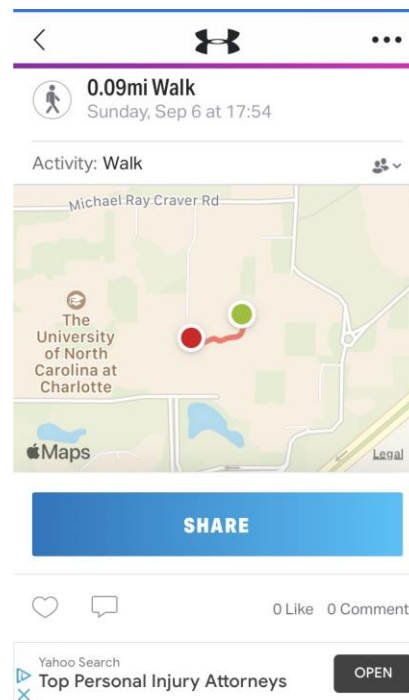 0.09mi Walk
Sunday, Sep 6 at 17:54
Activity: Walk
Michael Ray Craver Rd
The
University
of North
Carolina at
Charlotte
Maps
Legal
SHARE
0 Like 0 Comment
Yahoo Search
Top Personal Injury Attorneys
OPEN